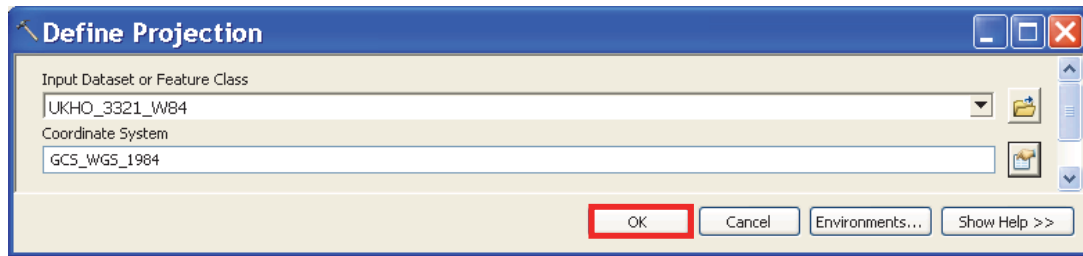 Define Projection
Input Dataset or Feature Class
UKHO_3321_W84
Coordinate System
GCS_WGS_1984
OK Cancel Environments... Show Help >>